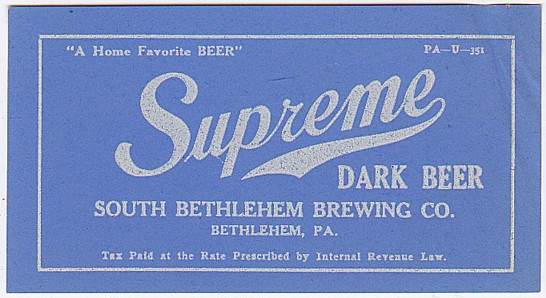 "A Home Favorite BEER" PA—U—351
Supreme
DARK BEER
SOUTH BETHLEHEM BREWING CO.
BETHLEHEM, PA.
Tax Paid at the Rate Prescribed by Internal Revenue Law.